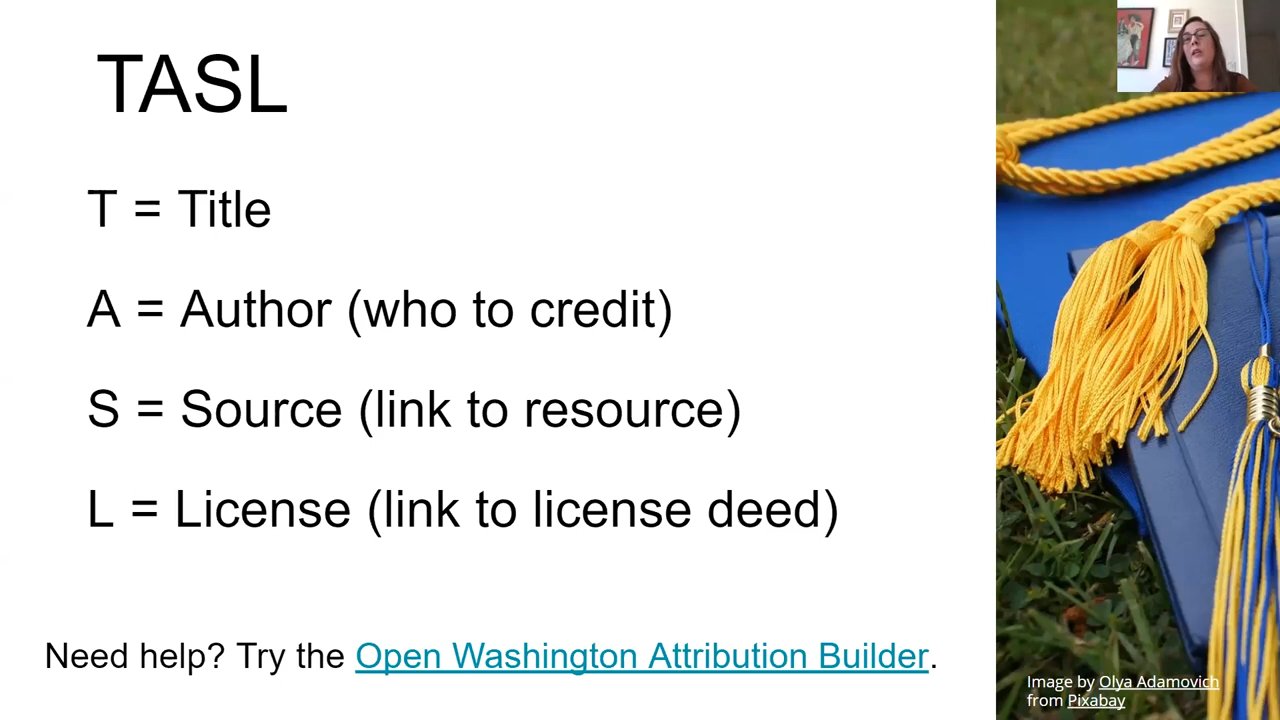 TASL
T = Title
A = Author (who to credit)
S = Source (link to resource)
L = License (link to license deed)
Need help? Try the Open Washington Attribution Builder.
Image by Olya Adamovich
from Pixabay